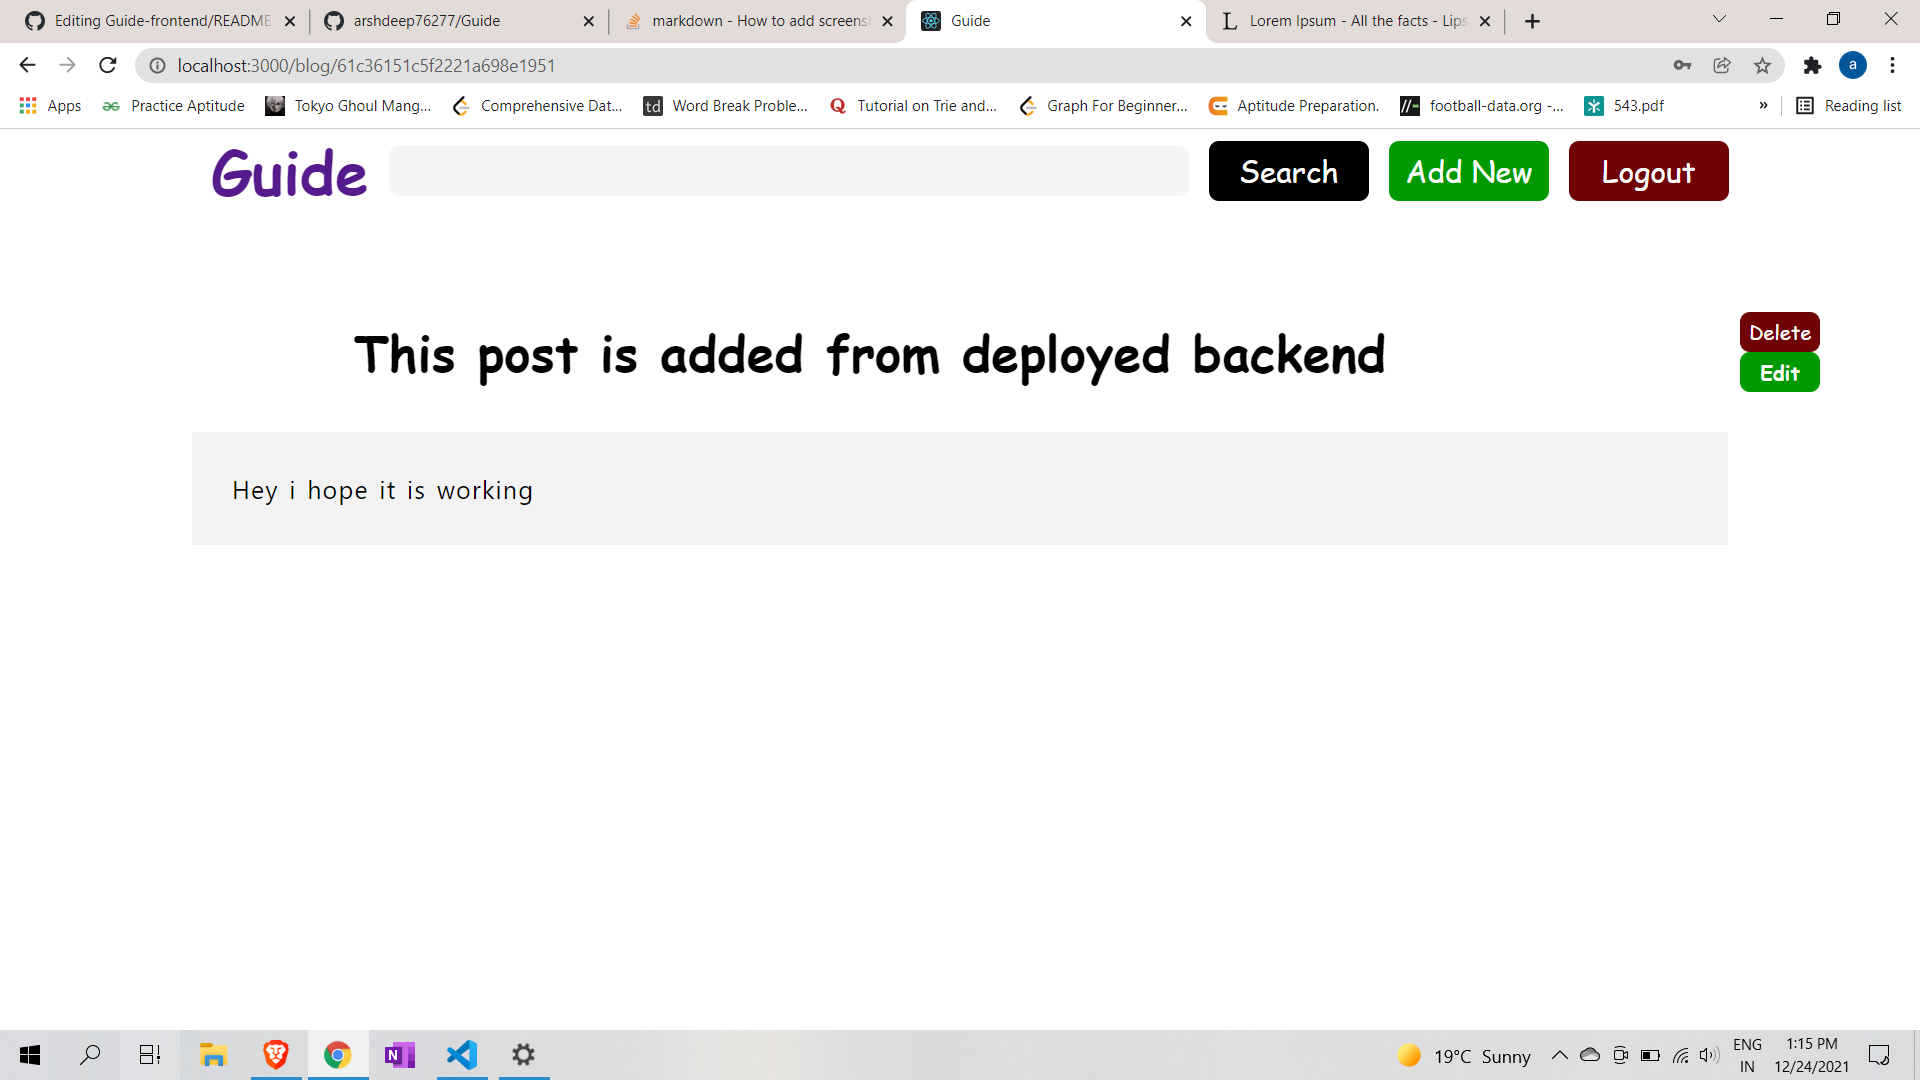 Editing Guide-frontend/README.
arshdeep76277/Guide
markdown - How to add screensh
Guide
Lorem Ipsum - All the facts - Lips
localhost:3000/blog/61c36151c5f2221a698e1951
a
Apps
Practice Aptitude
Tokyo Ghoul Mang...
Comprehensive Dat...
td
Word Break Proble...
Tutorial on Trie and...
Graph For Beginner...
Aptitude Preparation.
football-data.org -...
543.pdf
»
Reading list
Guide
Search
Add New
Logout
This post is added from deployed backend
Delete
Edit
Hey i hope it is working
19°C Sunny
ENG
IN
1:15 PM
12/24/2021